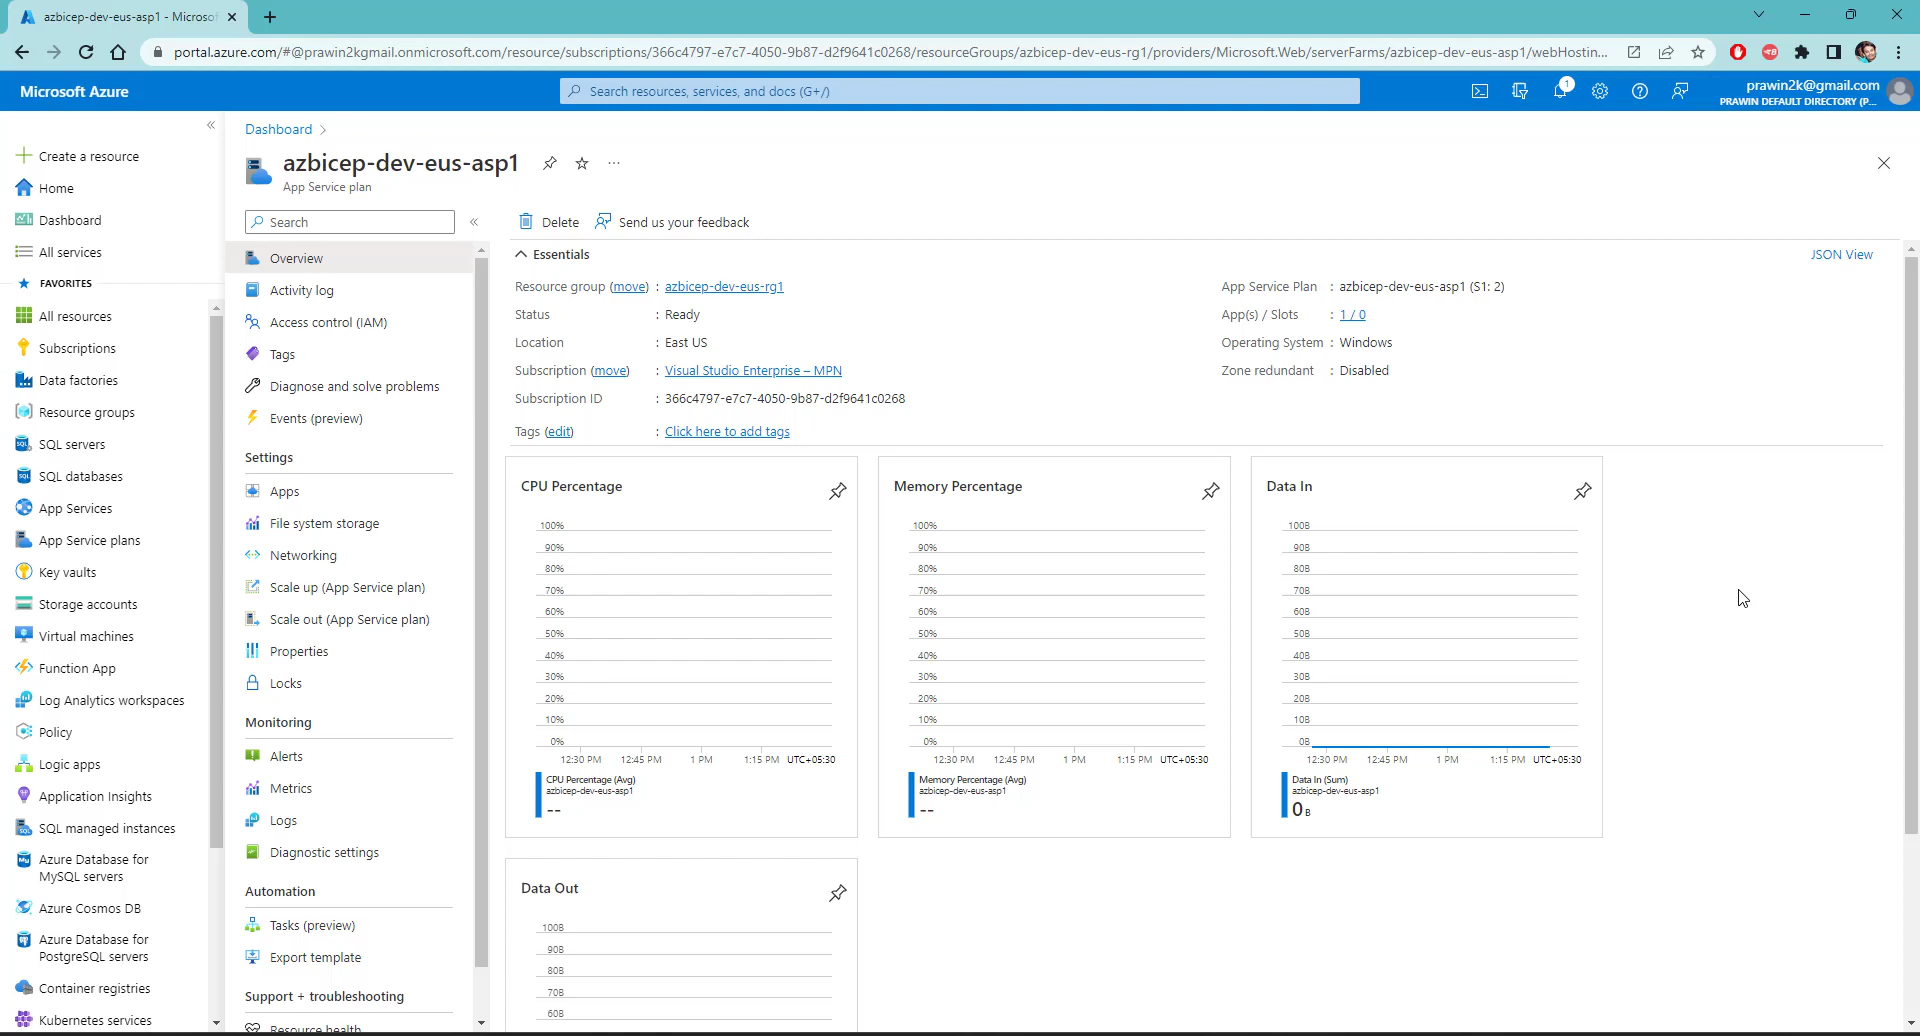 azbicep-dev-eus-asp1 - Microsof
portal.azure.com/#@prawin2kgmail.onmicrosoft.com/resource/subscriptions/366c4797-e7c7-4050-9b87-d2f9641c0268/resourceGroups/azbicep-dev-eus-rg1/providers/Microsoft.Web/serverFarms/azbicep-dev-eus-asp1/webHostin...
Microsoft Azure
Search resources, services, and docs (G+/)
1
prawin2k@gmail.com
PRAWIN DEFAULT DIRECTORY (P...
Create a resource
Home
Dashboard
All services
FAVORITES
All resources
Subscriptions
Data factories
Resource groups
SQL servers
SQL databases
App Services
App Service plans
Key vaults
Storage accounts
Virtual machines
Function App
Log Analytics workspaces
Policy
Logic apps
Application Insights
SQL managed instances
Azure Database for
MySQL servers
Azure Cosmos DB
Azure Database for
PostgreSQL servers
Container registries
Kubernetes services
Dashboard
azbicep-dev-eus-asp1
App Service plan
Search
Overview
Activity log
Access control (IAM)
Tags
Diagnose and solve problems
Events (preview)
Settings
Apps
File system storage
Networking
Scale up (App Service plan)
Scale out (App Service plan)
Properties
Locks
Monitoring
Alerts
Metrics
Logs
Diagnostic settings
Automation
Tasks (preview)
Export template
Support + troubleshooting
Resource health
Delete
Send us your feedback
Essentials
JSON View
Resource group (move) : azbicep-dev-eus-rg1
Status : Ready
Location : East US
Subscription (move) : Visual Studio Enterprise – MPN
Subscription ID : 366c4797-e7c7-4050-9b87-d2f9641c0268
Tags (edit) : Click here to add tags
App Service Plan : azbicep-dev-eus-asp1 (S1: 2)
App(s) / Slots : 1 / 0
Operating System : Windows
Zone redundant : Disabled
CPU Percentage
100%
90%
80%
70%
60%
50%
40%
30%
20%
10%
0%
12:30 PM 12:45 PM 1 PM 1:15 PM UTC+05:30
CPU Percentage (Avg)
azbicep-dev-eus-asp1
--
Memory Percentage
100%
90%
80%
70%
60%
50%
40%
30%
20%
10%
0%
12:30 PM 12:45 PM 1 PM 1:15 PM UTC+05:30
Memory Percentage (Avg)
azbicep-dev-eus-asp1
--
Data In
100B
90B
80B
70B
60B
50B
40B
30B
20B
10B
0B
12:30 PM 12:45 PM 1 PM 1:15 PM UTC+05:30
Data In (Sum)
azbicep-dev-eus-asp1
0 B
Data Out
100B
90B
80B
70B
60B